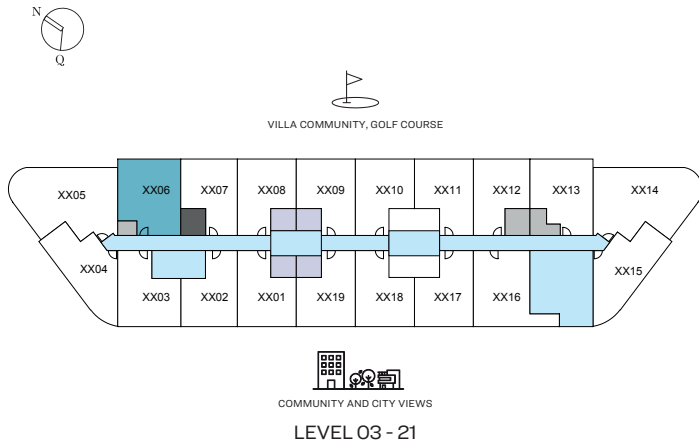 N
Q
VILLA COMMUNITY, GOLF COURSE
XX05
XX06
XX07
XX08
XX09
XX10
XX11
XX12
XX13
XX14
XX04
XX03
XX02
XX01
XX19
XX18
XX17
XX16
XX15
COMMUNITY AND CITY VIEWS
LEVEL 03 - 21